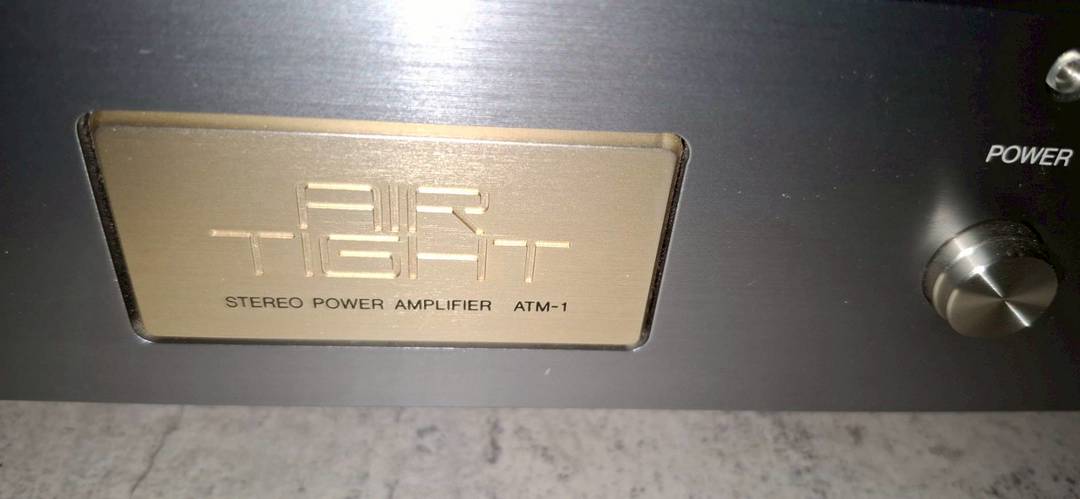 AIR
TIGHT
STEREO POWER AMPLIFIER ATM-1
POWER